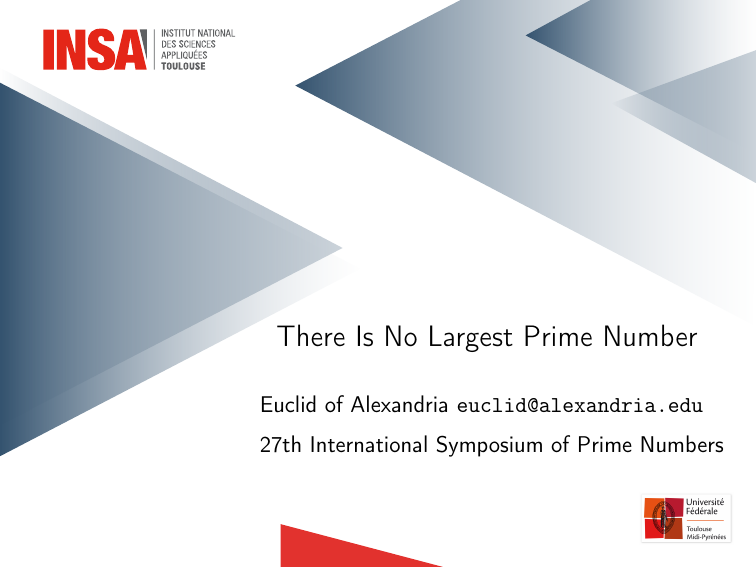 INSA
INSTITUT NATIONAL
DES SCIENCES
APPLIQUÉES
TOULOUSE
There Is No Largest Prime Number
Euclid of Alexandria euclid@alexandria.edu
27th International Symposium of Prime Numbers
Université
Fédérale
Toulouse
Midi-Pyrénées